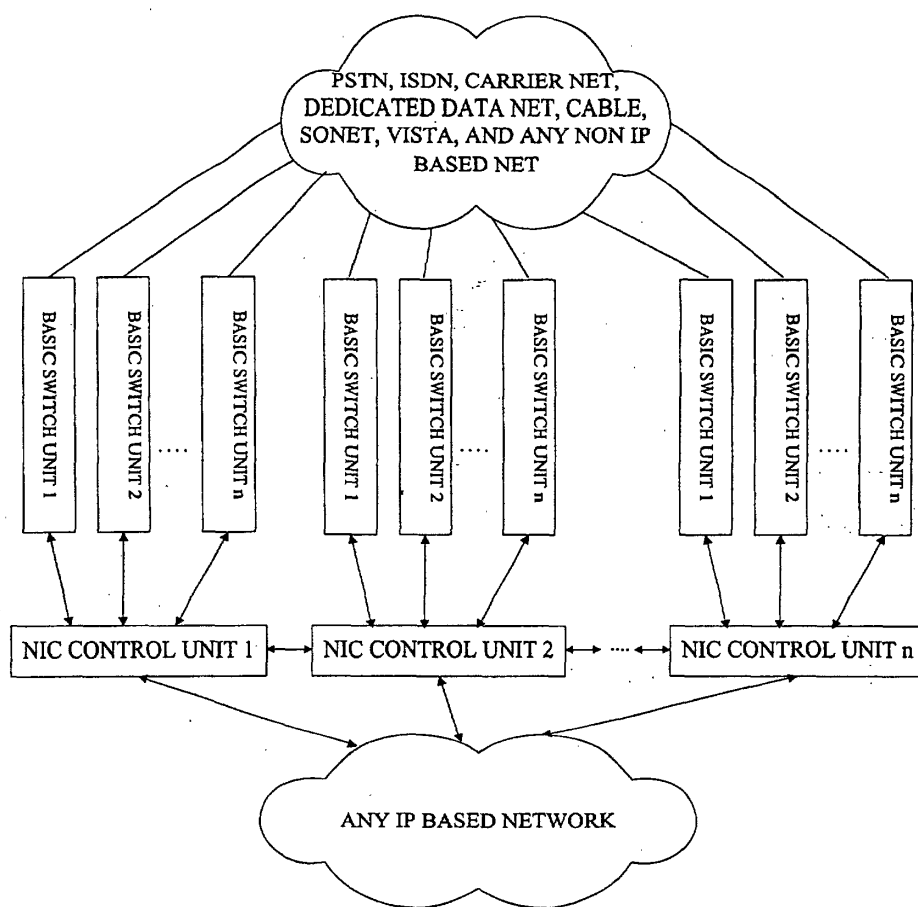 PSTN, ISDN, CARRIER NET,
DEDICATED DATA NET, CABLE,
SONET, VISTA, AND ANY NON IP
BASED NET
BASIC SWITCH UNIT 1
BASIC SWITCH UNIT 2
....
BASIC SWITCH UNIT n
BASIC SWITCH UNIT 1
BASIC SWITCH UNIT 2
....
BASIC SWITCH UNIT n
BASIC SWITCH UNIT 1
BASIC SWITCH UNIT 2
....
BASIC SWITCH UNIT n
NIC CONTROL UNIT 1
NIC CONTROL UNIT 2
....
NIC CONTROL UNIT n
ANY IP BASED NETWORK